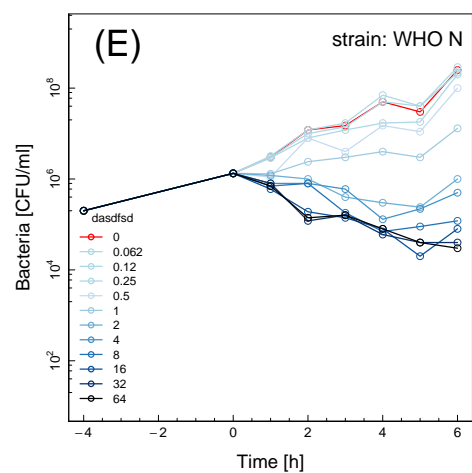 (E)
strain: WHO N
Bacteria [CFU/ml]
10^8
10^6
10^4
10^2
dasdfsd
0
0.062
0.12
0.25
0.5
1
2
4
8
16
32
64
−4 −2 0 2 4 6
Time [h]